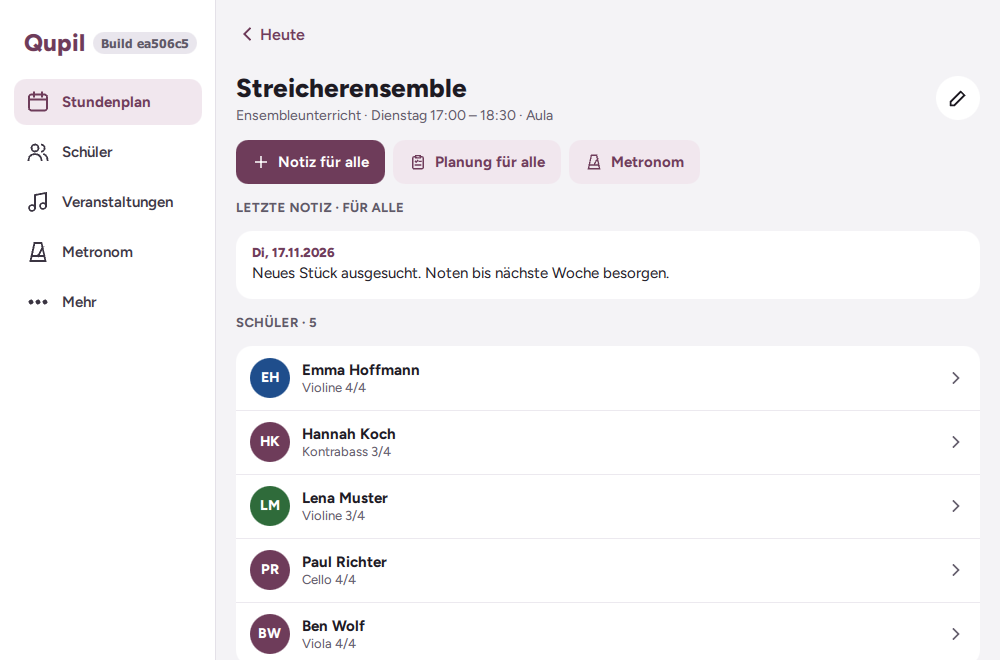 Qupil
Build ea506c5
Stundenplan
Schüler
Veranstaltungen
Metronom
Mehr
Heute
Streicherensemble
Ensembleunterricht · Dienstag 17:00 – 18:30 · Aula
Notiz für alle
Planung für alle
Metronom
LETZTE NOTIZ · FÜR ALLE
Di, 17.11.2026
Neues Stück ausgesucht. Noten bis nächste Woche besorgen.
SCHÜLER · 5
EH
Emma Hoffmann
Violine 4/4
HK
Hannah Koch
Kontrabass 3/4
LM
Lena Muster
Violine 3/4
PR
Paul Richter
Cello 4/4
BW
Ben Wolf
Viola 4/4